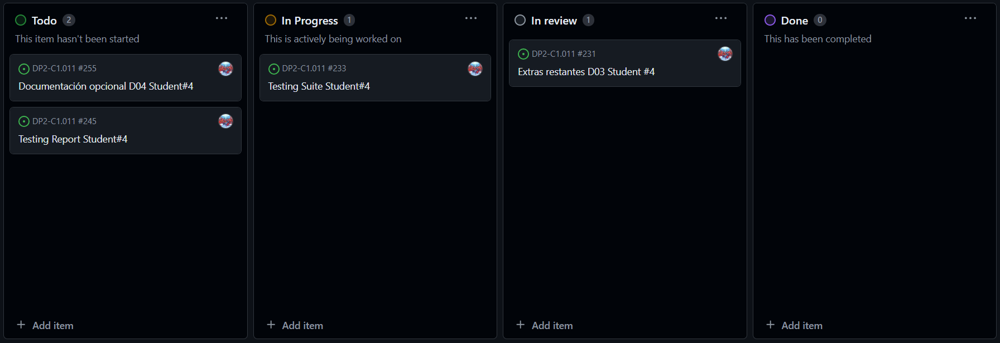 Todo 2
This item hasn't been started
DP2-C1.011 #255
Documentación opcional D04 Student#4
DP2-C1.011 #245
Testing Report Student#4
Add item
In Progress 1
This is actively being worked on
DP2-C1.011 #233
Testing Suite Student#4
Add item
In review 1
DP2-C1.011 #231
Extras restantes D03 Student #4
Add item
Done 0
This has been completed
Add item